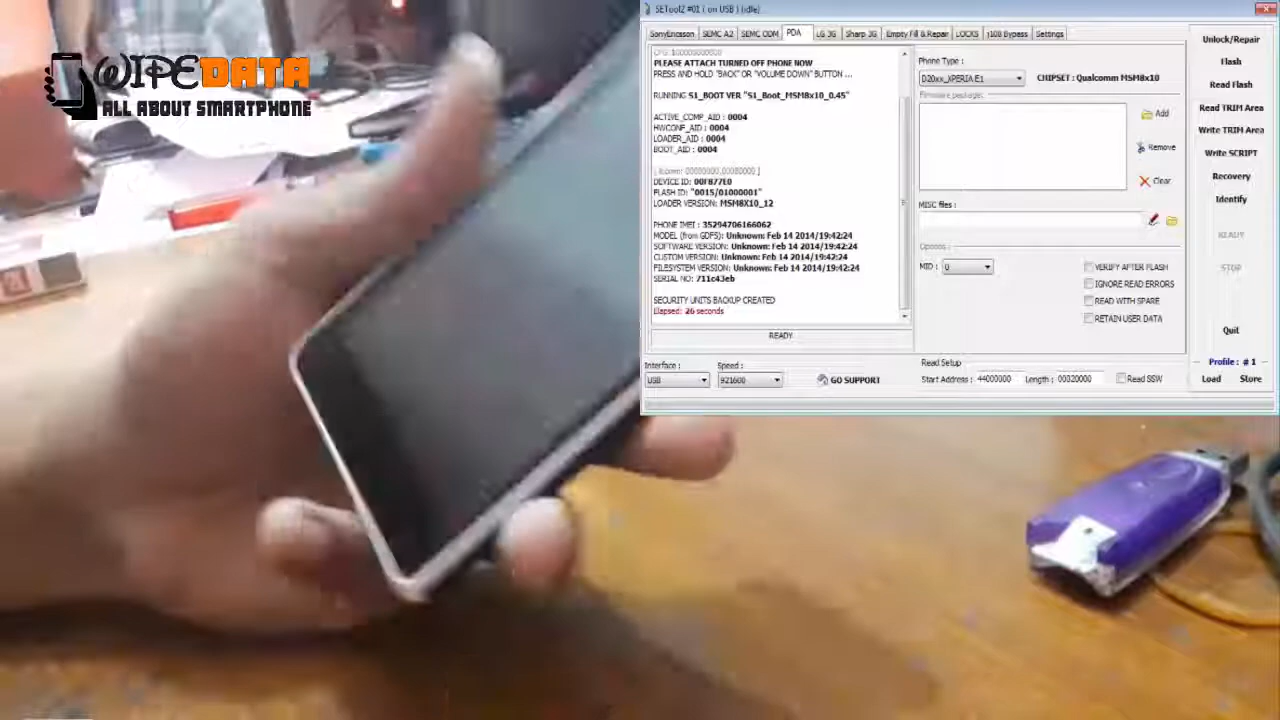 WIPEDATA
ALL ABOUT SMARTPHONE
SETool2 #01 ( on USB ) (idle)
SonyEricsson SEMC A2 SEMC ODM PDA LG 3G Sharp 3G Empty Fill & Repair LOCKS r108 Bypass Settings
PLEASE ATTACH TURNED OFF PHONE NOW
PRESS AND HOLD "BACK" OR "VOLUME DOWN" BUTTON ...
RUNNING S1_BOOT VER "S1_Boot_MSM8x10_0.45"
ACTIVE_COMP_AID : 0004
HWCONF_AID : 0004
LOADER_AID : 0004
BOOT_AID : 0004
DEVICE ID: 00F877E0
FLASH ID: "0015/01000001"
LOADER VERSION: MSM8X10_12
PHONE IMEI : 35294706166062
MODEL (from GDFS): Unknown: Feb 14 2014/19:42:24
SOFTWARE VERSION: Unknown: Feb 14 2014/19:42:24
CUSTOM VERSION: Unknown: Feb 14 2014/19:42:24
FILESYSTEM VERSION: Unknown: Feb 14 2014/19:42:24
SERIAL NO: 711c43eb
SECURITY UNITS BACKUP CREATED
Elapsed: 26 seconds
READY
Interface :
USB
Speed :
921600
GO SUPPORT
Phone Type :
D20xx_XPERIA E1
CHIPSET : Qualcomm MSM8x10
Firmware package:
Add
Remove
Clear
MISC files :
Options :
MID : 0
VERIFY AFTER FLASH
IGNORE READ ERRORS
READ WITH SPARE
RETAIN USER DATA
Read Setup
Start Address : 44000000 Length : 00020000 Read SSW
Unlock/Repair
Flash
Read Flash
Read TRIM Area
Write TRIM Area
Write SCRIPT
Recovery
Identify
READY
STOP
Quit
Profile : # 1
Load Store